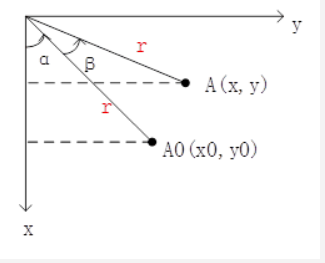 y
r
α
β
A(x, y)
r
A0(x0, y0)
x